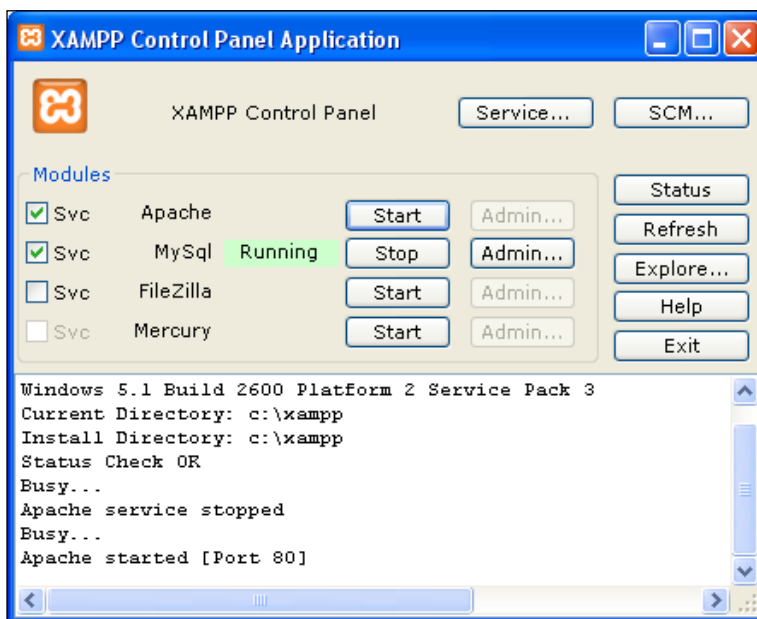 XAMPP Control Panel Application
XAMPP Control Panel Service... SCM...
Modules
Svc Apache Start Admin...
Svc MySql Running Stop Admin...
Svc FileZilla Start Admin...
Svc Mercury Start Admin...
Status
Refresh
Explore...
Help
Exit
Windows 5.1 Build 2600 Platform 2 Service Pack 3
Current Directory: c:\xampp
Install Directory: c:\xampp
Status Check OK
Busy...
Apache service stopped
Busy...
Apache started [Port 80]